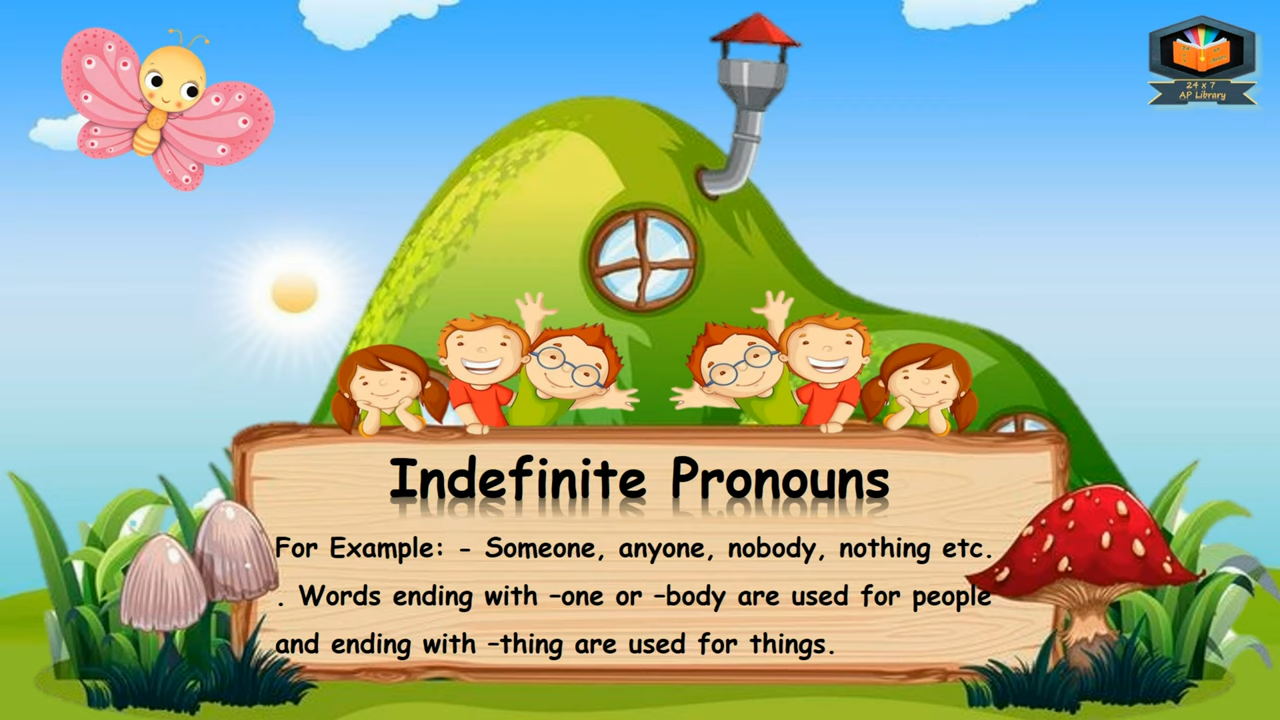 24 x 7
AP Library
Indefinite Pronouns
For Example: - Someone, anyone, nobody, nothing etc.
. Words ending with –one or –body are used for people
and ending with –thing are used for things.